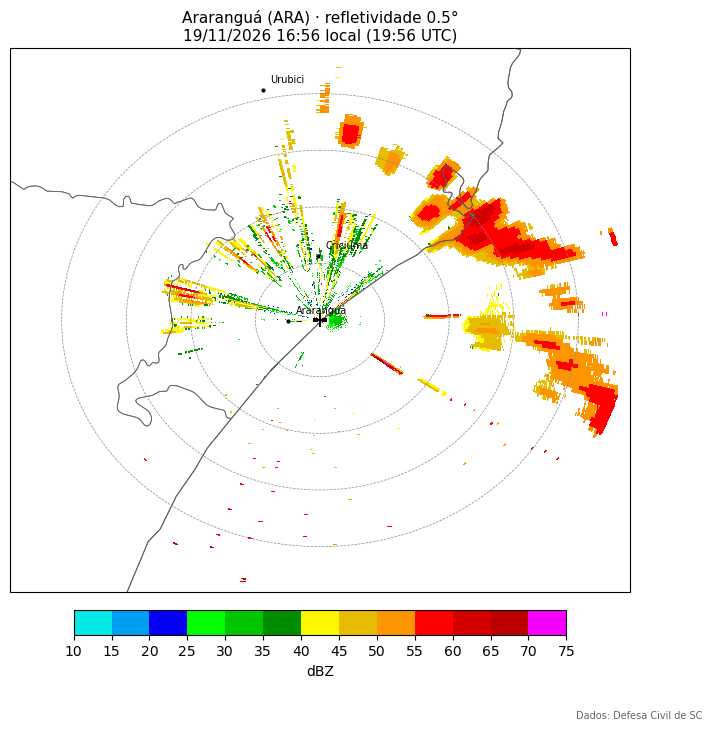 Araranguá (ARA) · refletividade 0.5°
19/11/2026 16:56 local (19:56 UTC)
Urubici
Criciúma
Araranguá
10 15 20 25 30 35 40 45 50 55 60 65 70 75
dBZ
Dados: Defesa Civil de SC